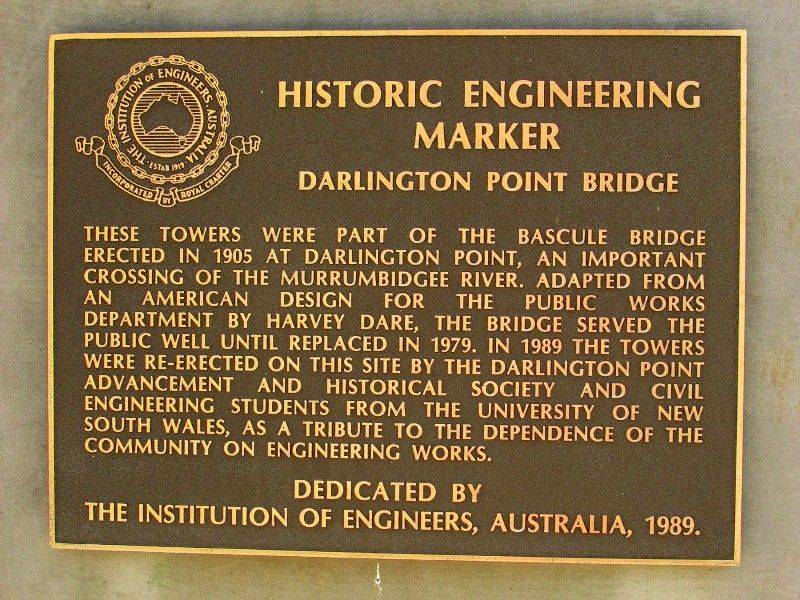 THE INSTITUTION OF ENGINEERS, AUSTRALIA
ESTAB 1919
INCORPORATED BY ROYAL CHARTER
HISTORIC ENGINEERING
MARKER
DARLINGTON POINT BRIDGE
THESE TOWERS WERE PART OF THE BASCULE BRIDGE
ERECTED IN 1905 AT DARLINGTON POINT, AN IMPORTANT
CROSSING OF THE MURRUMBIDGEE RIVER. ADAPTED FROM
AN AMERICAN DESIGN FOR THE PUBLIC WORKS
DEPARTMENT BY HARVEY DARE, THE BRIDGE SERVED THE
PUBLIC WELL UNTIL REPLACED IN 1979. IN 1989 THE TOWERS
WERE RE-ERECTED ON THIS SITE BY THE DARLINGTON POINT
ADVANCEMENT AND HISTORICAL SOCIETY AND CIVIL
ENGINEERING STUDENTS FROM THE UNIVERSITY OF NEW
SOUTH WALES, AS A TRIBUTE TO THE DEPENDENCE OF THE
COMMUNITY ON ENGINEERING WORKS.
DEDICATED BY
THE INSTITUTION OF ENGINEERS, AUSTRALIA, 1989.